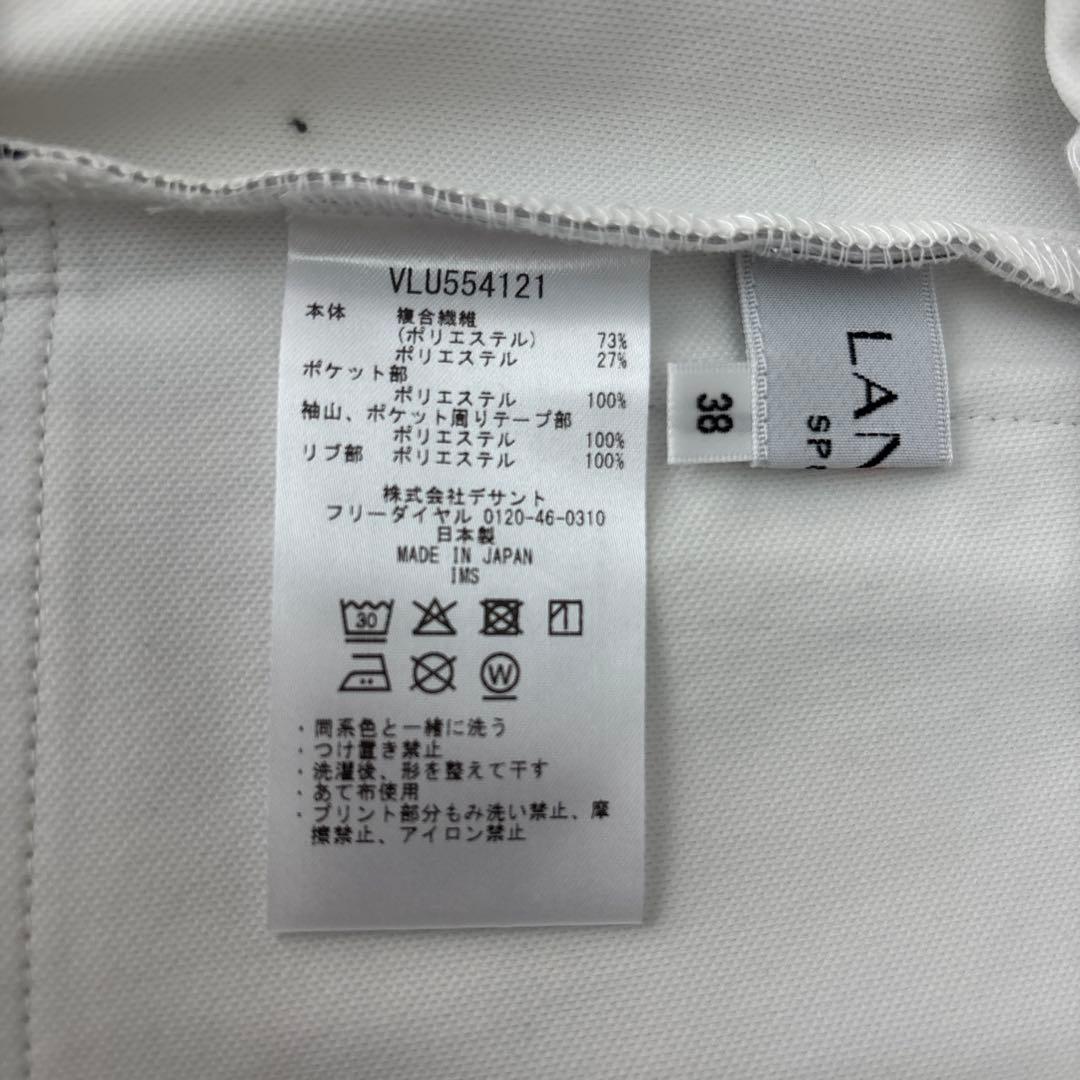 VLU554121
本体 複合繊維
(ポリエステル) 73%
ポリエステル 27%
ポケット部
ポリエステル 100%
袖山、ポケット周りテープ部
ポリエステル 100%
リブ部 ポリエステル 100%
株式会社デサント
フリーダイヤル 0120-46-0310
日本製
MADE IN JAPAN
IMS
30
W
・同系色と一緒に洗う
・つけ置き禁止
・洗濯後、形を整えて干す
・あて布使用
・プリント部分もみ洗い禁止、摩
擦禁止、アイロン禁止
38
LAN
SP